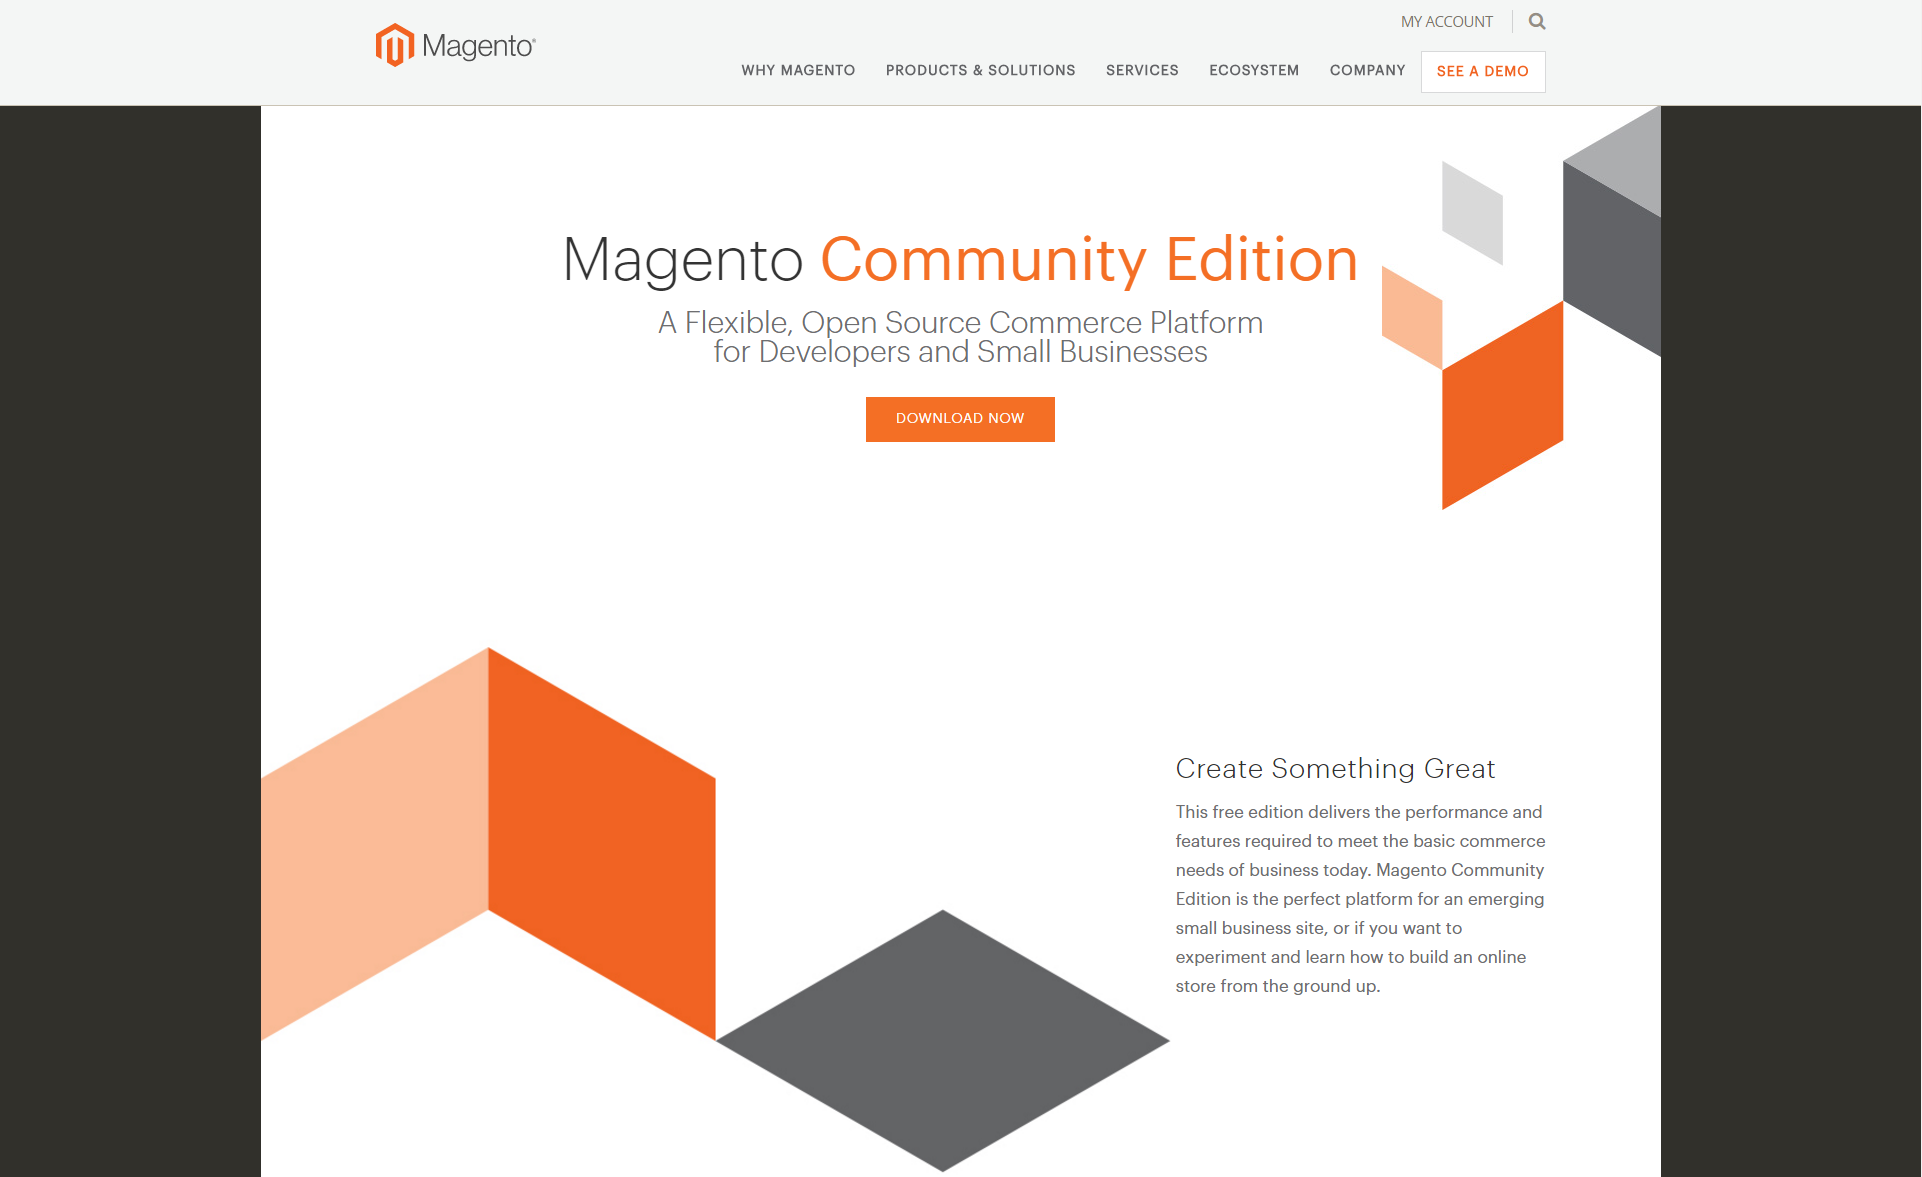 MY ACCOUNT
Magento®
WHY MAGENTO PRODUCTS & SOLUTIONS SERVICES ECOSYSTEM COMPANY SEE A DEMO
Magento Community Edition
A Flexible, Open Source Commerce Platform
for Developers and Small Businesses
DOWNLOAD NOW
Create Something Great
This free edition delivers the performance and
features required to meet the basic commerce
needs of business today. Magento Community
Edition is the perfect platform for an emerging
small business site, or if you want to
experiment and learn how to build an online
store from the ground up.